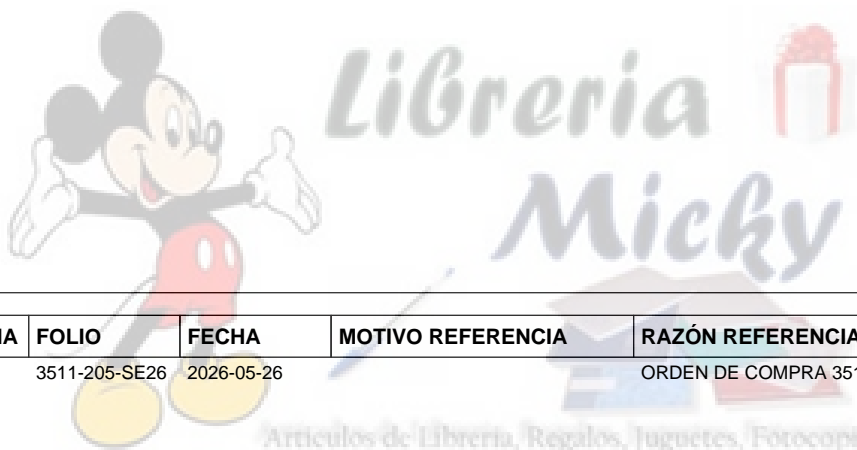 Libreria
Micky
IA FOLIO FECHA MOTIVO REFERENCIA RAZÓN REFERENCIA
3511-205-SE26 2026-05-26 ORDEN DE COMPRA 351
Articulos de Libreria, Regalos, Juguetes, Fotocopi